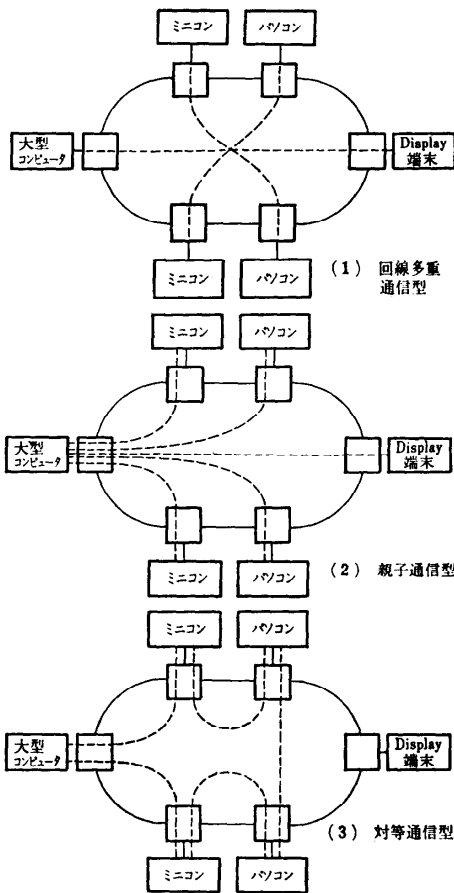 ミニコン
パソコン
大型
コンピュータ
Display
端末
ミニコン
パソコン
(1) 回線多重
通信型
ミニコン
パソコン
大型
コンピュータ
Display
端末
ミニコン
パソコン
(2) 親子通信型
ミニコン
パソコン
大型
コンピュータ
Display
端末
ミニコン
パソコン
(3) 対等通信型